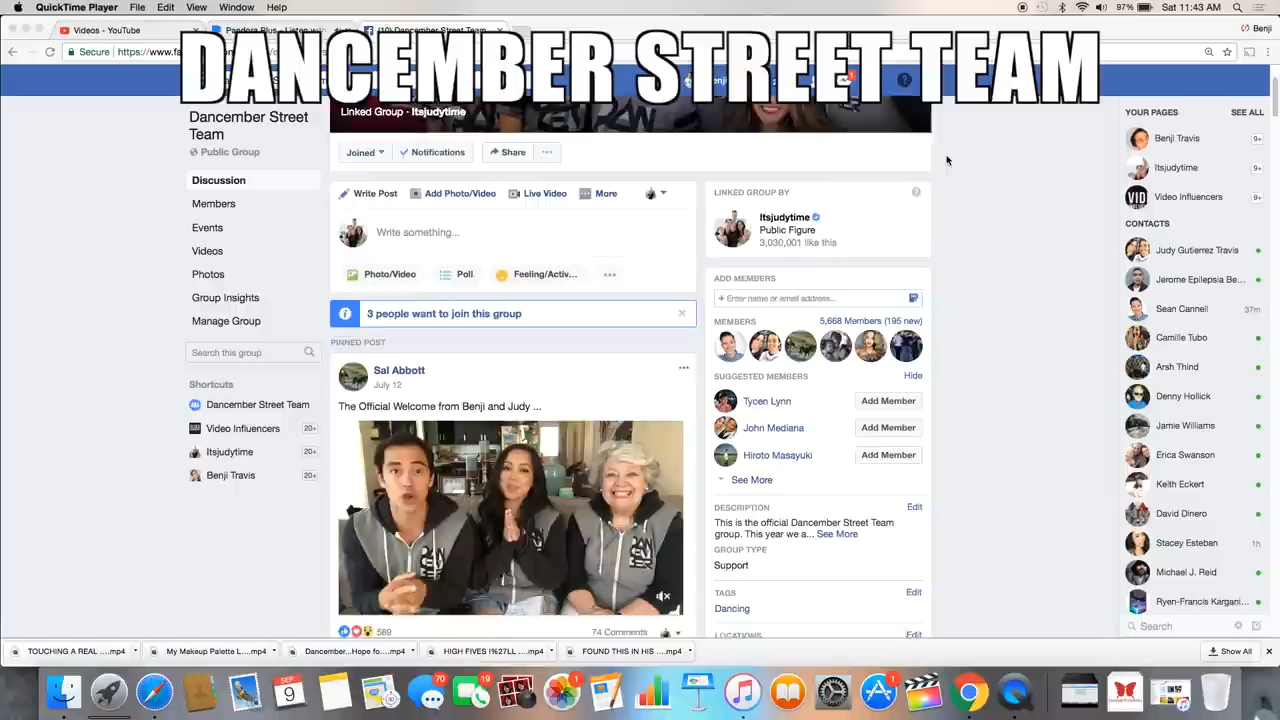 QuickTime Player File Edit View Window Help
97% Sat 11:43 AM
Videos - YouTube
(10) Dancember Street Team
Benji
Secure https://www.fa
DANCEMBER STREET TEAM
Linked Group · Itsjudytime
Dancember Street
Team
Public Group
Discussion
Members
Events
Videos
Photos
Group Insights
Manage Group
Search this group
Shortcuts
Dancember Street Team
Video Influencers 20+
Itsjudytime 20+
Benji Travis 20+
Joined
Notifications
Share
Write Post
Add Photo/Video
Live Video
More
Write something...
Photo/Video
Poll
Feeling/Activ...
3 people want to join this group
PINNED POST
Sal Abbott
July 12
The Official Welcome from Benji and Judy ...
589
74 Comments
LINKED GROUP BY
Itsjudytime
Public Figure
3,030,001 like this
ADD MEMBERS
+ Enter name or email address...
MEMBERS
5,668 Members (195 new)
SUGGESTED MEMBERS
Hide
Tycen Lynn
Add Member
John Mediana
Add Member
Hiroto Masayuki
Add Member
See More
DESCRIPTION
Edit
This is the official Dancember Street Team
group. This year we a... See More
GROUP TYPE
Support
TAGS
Edit
Dancing
LOCATIONS
Edit
YOUR PAGES SEE ALL
Benji Travis 9+
Itsjudytime 9+
VID
Video Influencers 9+
CONTACTS
Judy Gutierrez Travis
Jerome Epilepsia Be...
Sean Cannell 37m
Camille Tubo
Arsh Thind
Denny Hollick
Jamie Williams
Erica Swanson
Keith Eckert
David Dinero
Stacey Esteban 1h
Michael J. Reid
Ryen-Francis Kargani...
Search
TOUCHING A REAL ....mp4
My Makeup Palette L....mp4
Dancember...Hope fo....mp4
HIGH FIVES I%27LL ....mp4
FOUND THIS IN HIS ....mp4
Show All
SEP
9
70
19
1
1
1